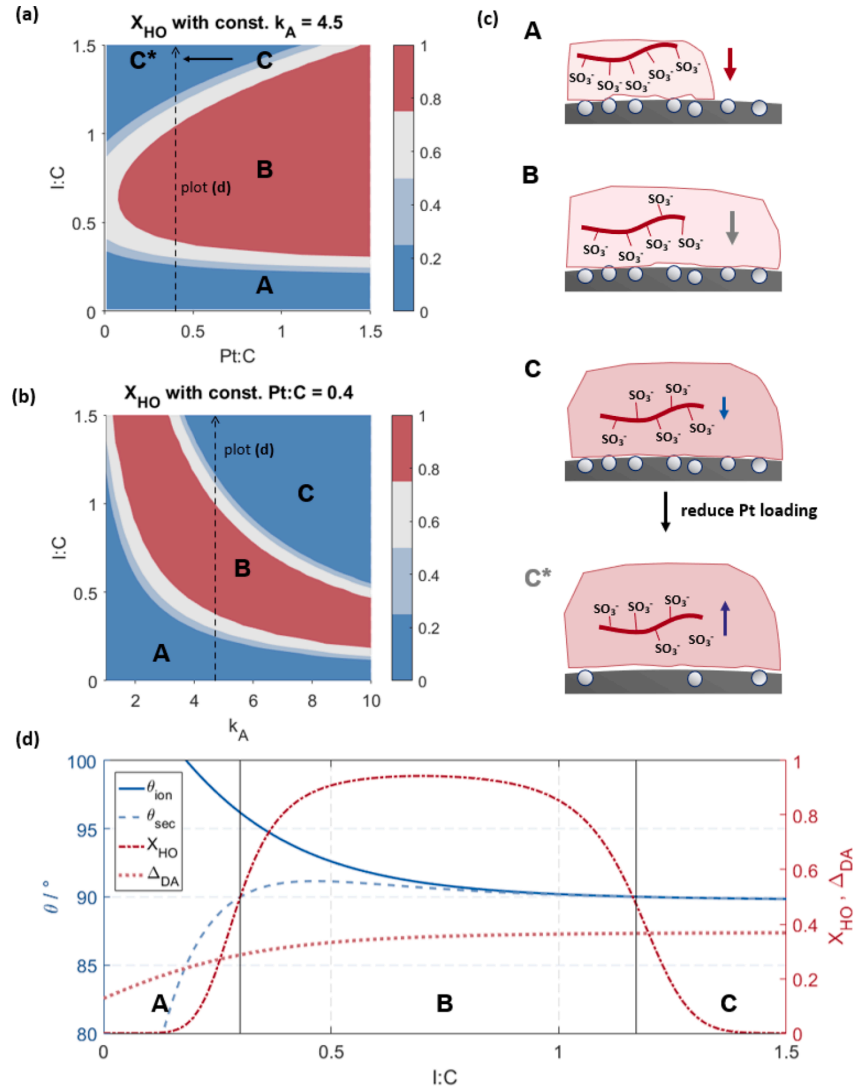 (a)
X_HO with const. k_A = 4.5
C*
C
B
plot (d)
A
I:C
1.5
1
0.5
0
0
0.5
1
1.5
Pt:C
1
0.8
0.6
0.4
0.2
0
(b)
X_HO with const. Pt:C = 0.4
plot (d)
C
B
A
I:C
1.5
1
0.5
0
2
4
6
8
10
k_A
1
0.8
0.6
0.4
0.2
0
(c)
A
SO₃⁻
SO₃⁻
SO₃⁻
SO₃⁻
SO₃⁻
B
SO₃⁻
SO₃⁻
SO₃⁻
SO₃⁻
SO₃⁻
C
SO₃⁻
SO₃⁻
SO₃⁻
SO₃⁻
SO₃⁻
reduce Pt loading
C*
SO₃⁻
SO₃⁻
SO₃⁻
SO₃⁻
SO₃⁻
(d)
θ_ion
θ_sec
X_HO
Δ_DA
θ / °
100
95
90
85
80
A
B
C
0
0.5
1
1.5
I:C
1
0.8
0.6
0.4
0.2
0
X_HO , Δ_DA